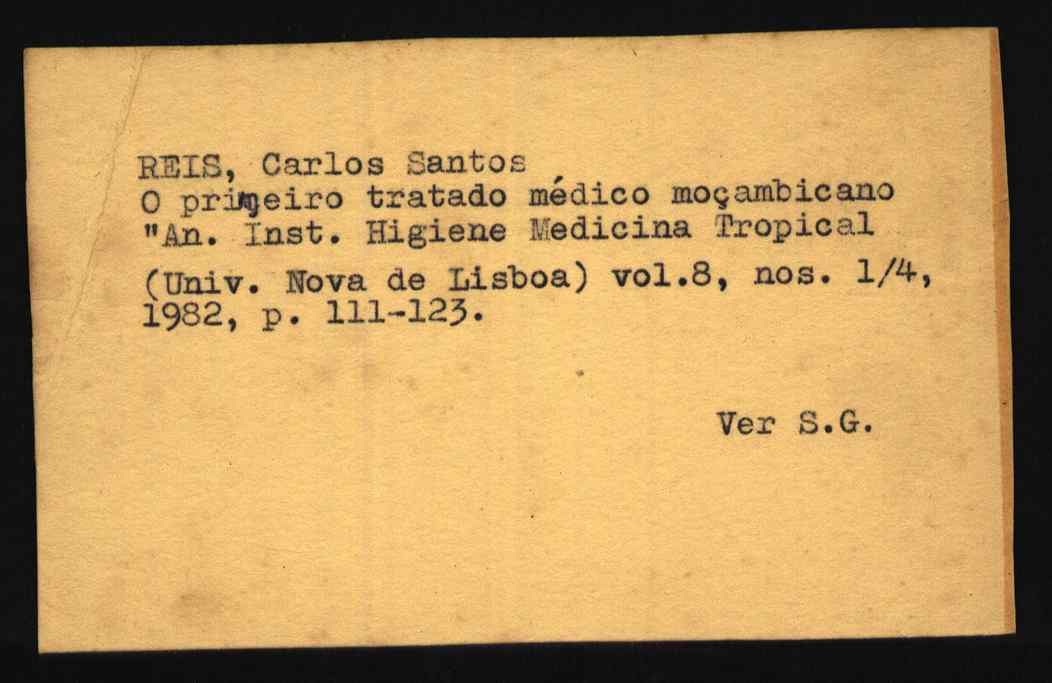 REIS, Carlos Santos
O primeiro tratado médico moçambicano
"An. Inst. Higiene Medicina Tropical
(Univ. Nova de Lisboa) vol.8, nos. 1/4,
1982, p. 111-123.
Ver S.G.